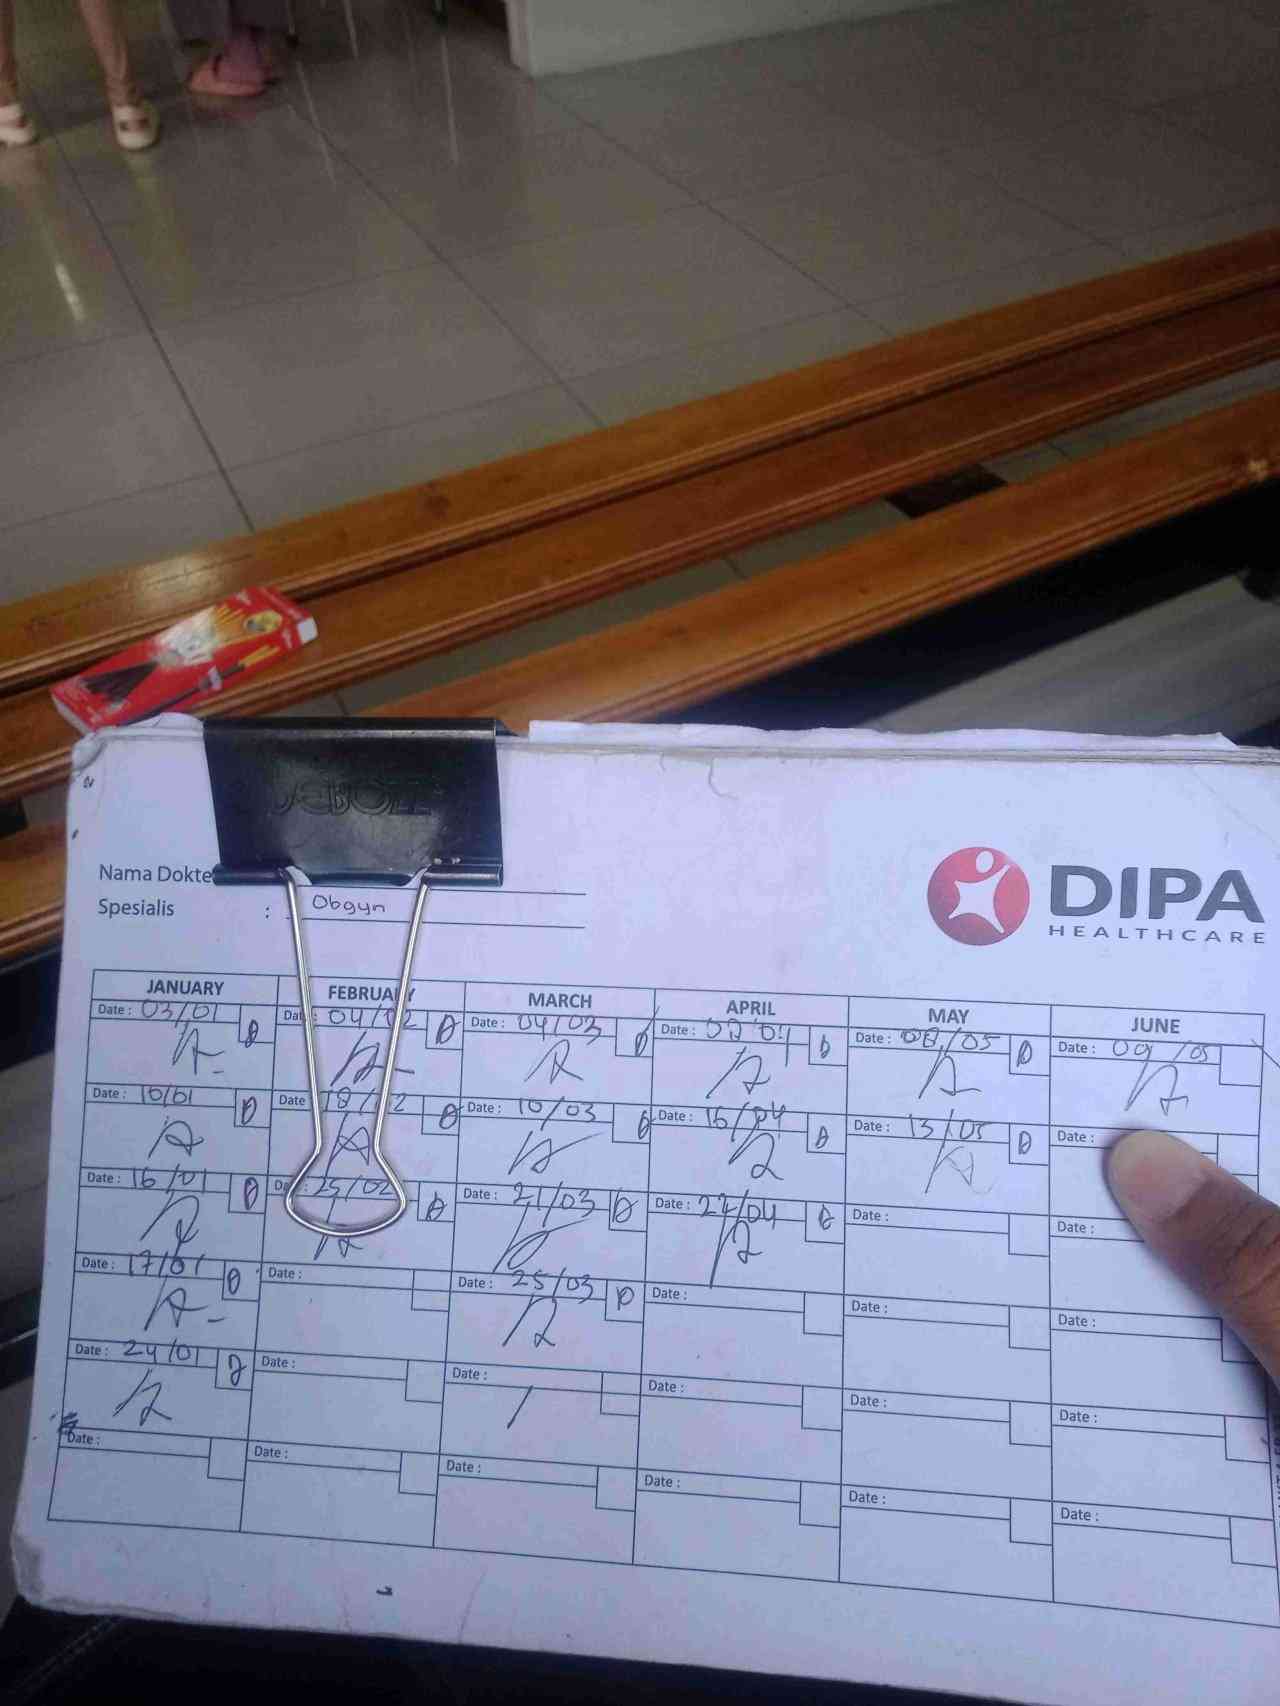 Nama Dokte
Spesialis : Obgyn
DIPA
HEALTHCARE
JANUARY FEBRUARY MARCH APRIL MAY JUNE
Date : 03/01 Date : 04/02 Date : 04/03 Date : Date : 08/05 Date : 09/05
Date : 10/01 Date : 18/02 Date : 10/03 Date : 16/04 Date : 13/05 Date :
Date : 16/01 Date : 25/02 Date : 21/03 Date : Date : Date :
Date : 17/01 Date : Date : 25/03 Date : Date : Date :
Date : 24/01 Date : Date : Date : Date : Date :
Date : Date : Date : Date : Date : Date :